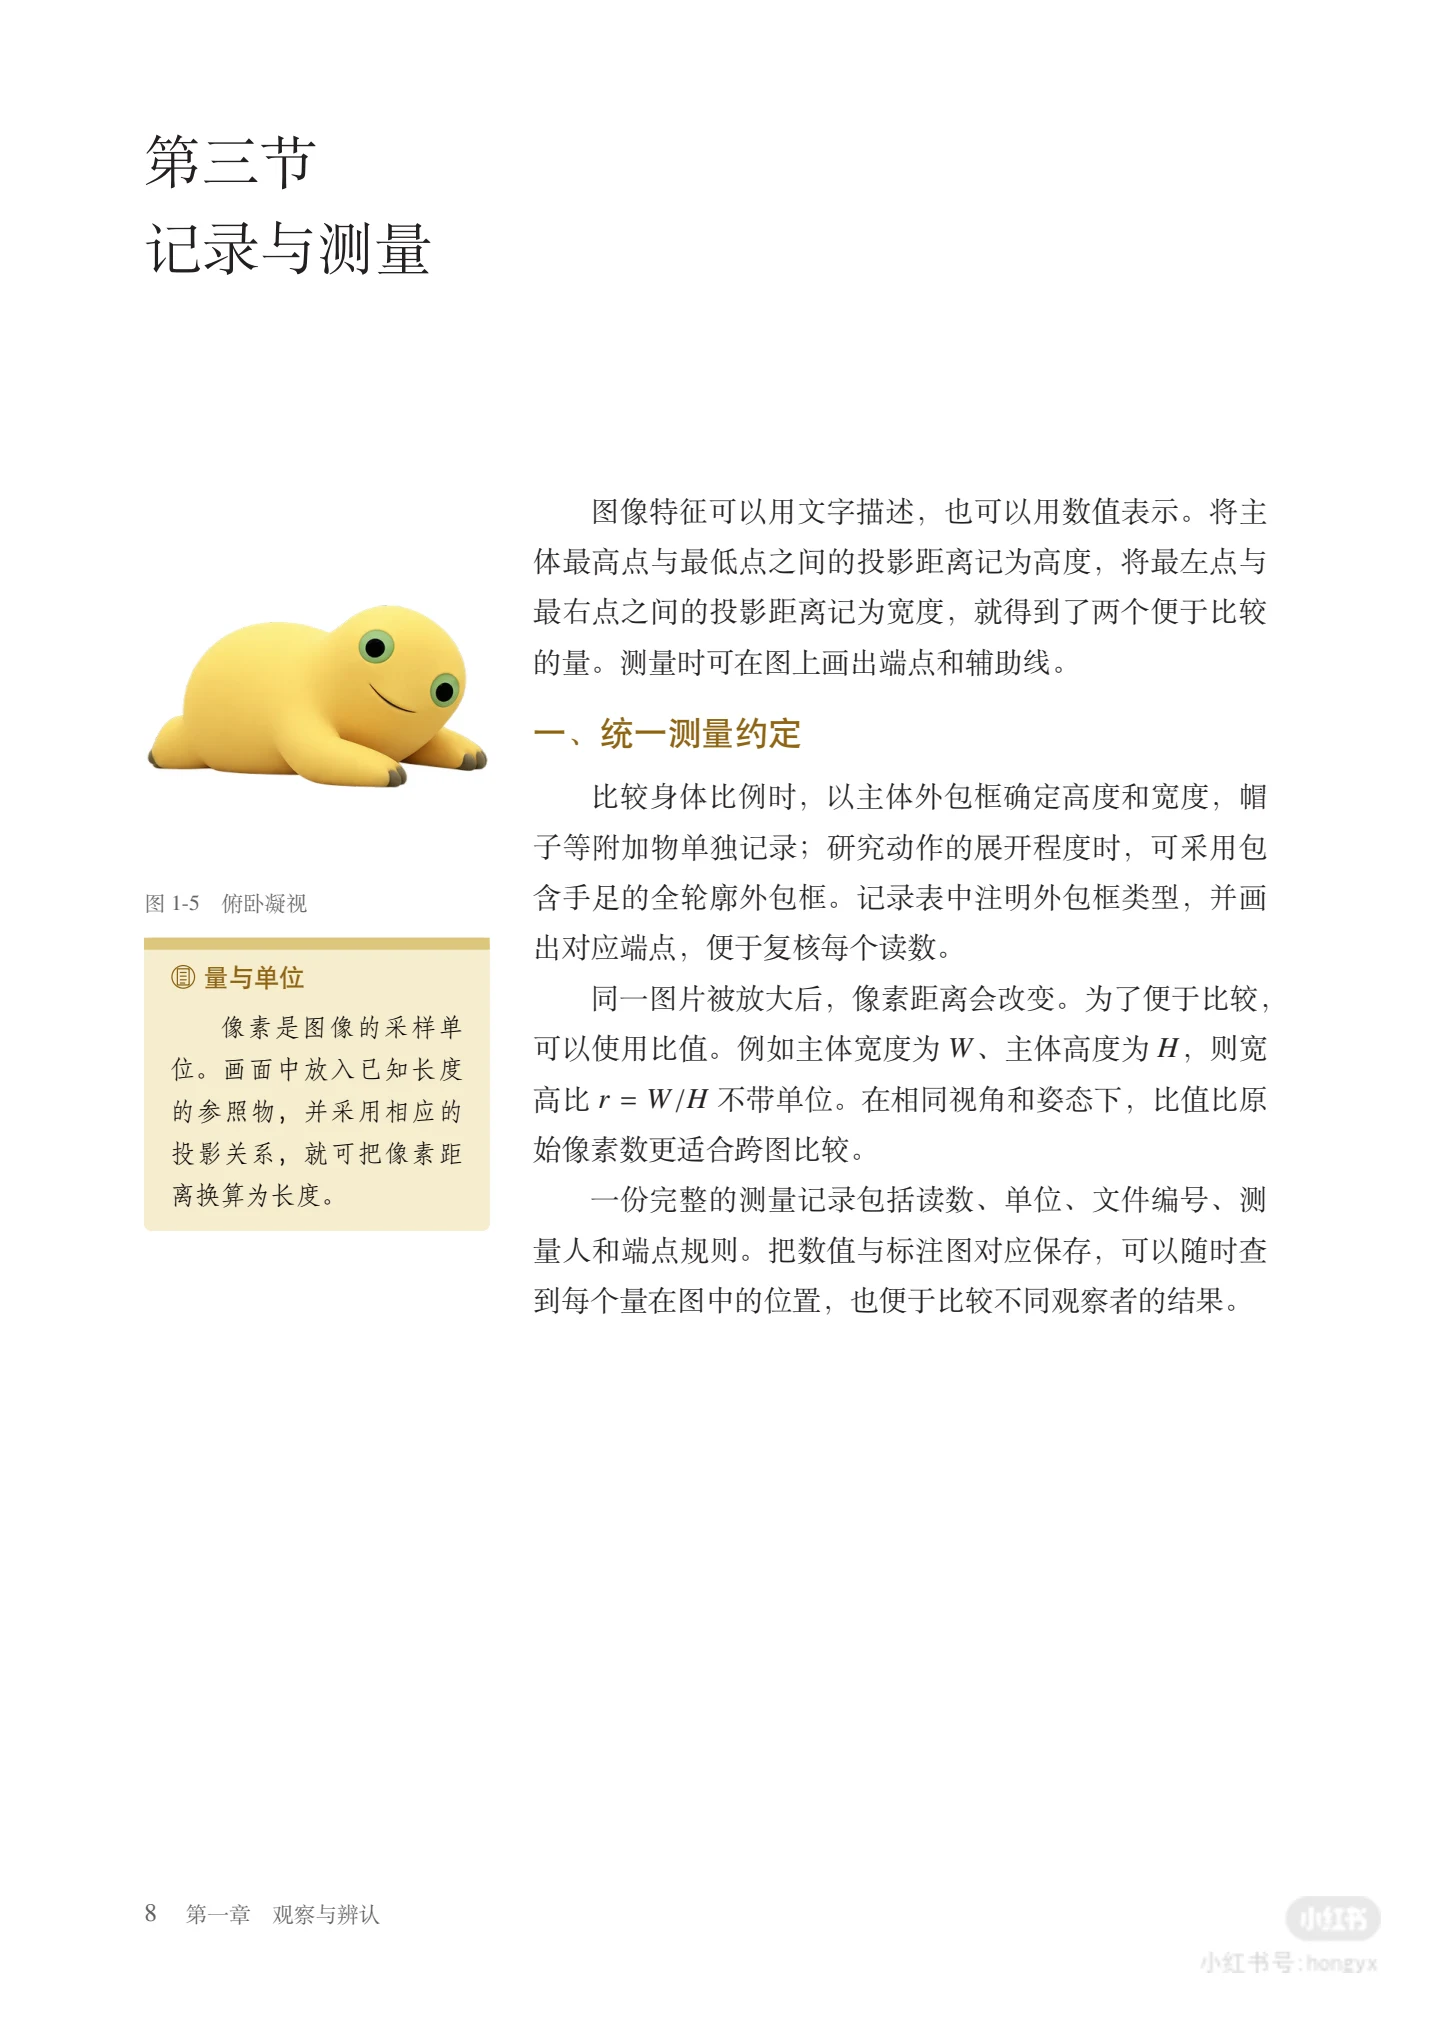 第三节
记录与测量
图像特征可以用文字描述，也可以用数值表示。将主
体最高点与最低点之间的投影距离记为高度，将最左点与
最右点之间的投影距离记为宽度，就得到了两个便于比较
的量。测量时可在图上画出端点和辅助线。
一、统一测量约定
比较身体比例时，以主体外包框确定高度和宽度，帽
子等附加物单独记录；研究动作的展开程度时，可采用包
含手足的全轮廓外包框。记录表中注明外包框类型，并画
出对应端点，便于复核每个读数。
同一图片被放大后，像素距离会改变。为了便于比较，
可以使用比值。例如主体宽度为 W、主体高度为 H，则宽
高比 r = W/H 不带单位。在相同视角和姿态下，比值比原
始像素数更适合跨图比较。
一份完整的测量记录包括读数、单位、文件编号、测
量人和端点规则。把数值与标注图对应保存，可以随时查
到每个量在图中的位置，也便于比较不同观察者的结果。
图 1-5 俯卧凝视
量与单位
像素是图像的采样单
位。画面中放入已知长度
的参照物，并采用相应的
投影关系，就可把像素距
离换算为长度。
8 第一章 观察与辨认
小红书
小红书号:hongyx